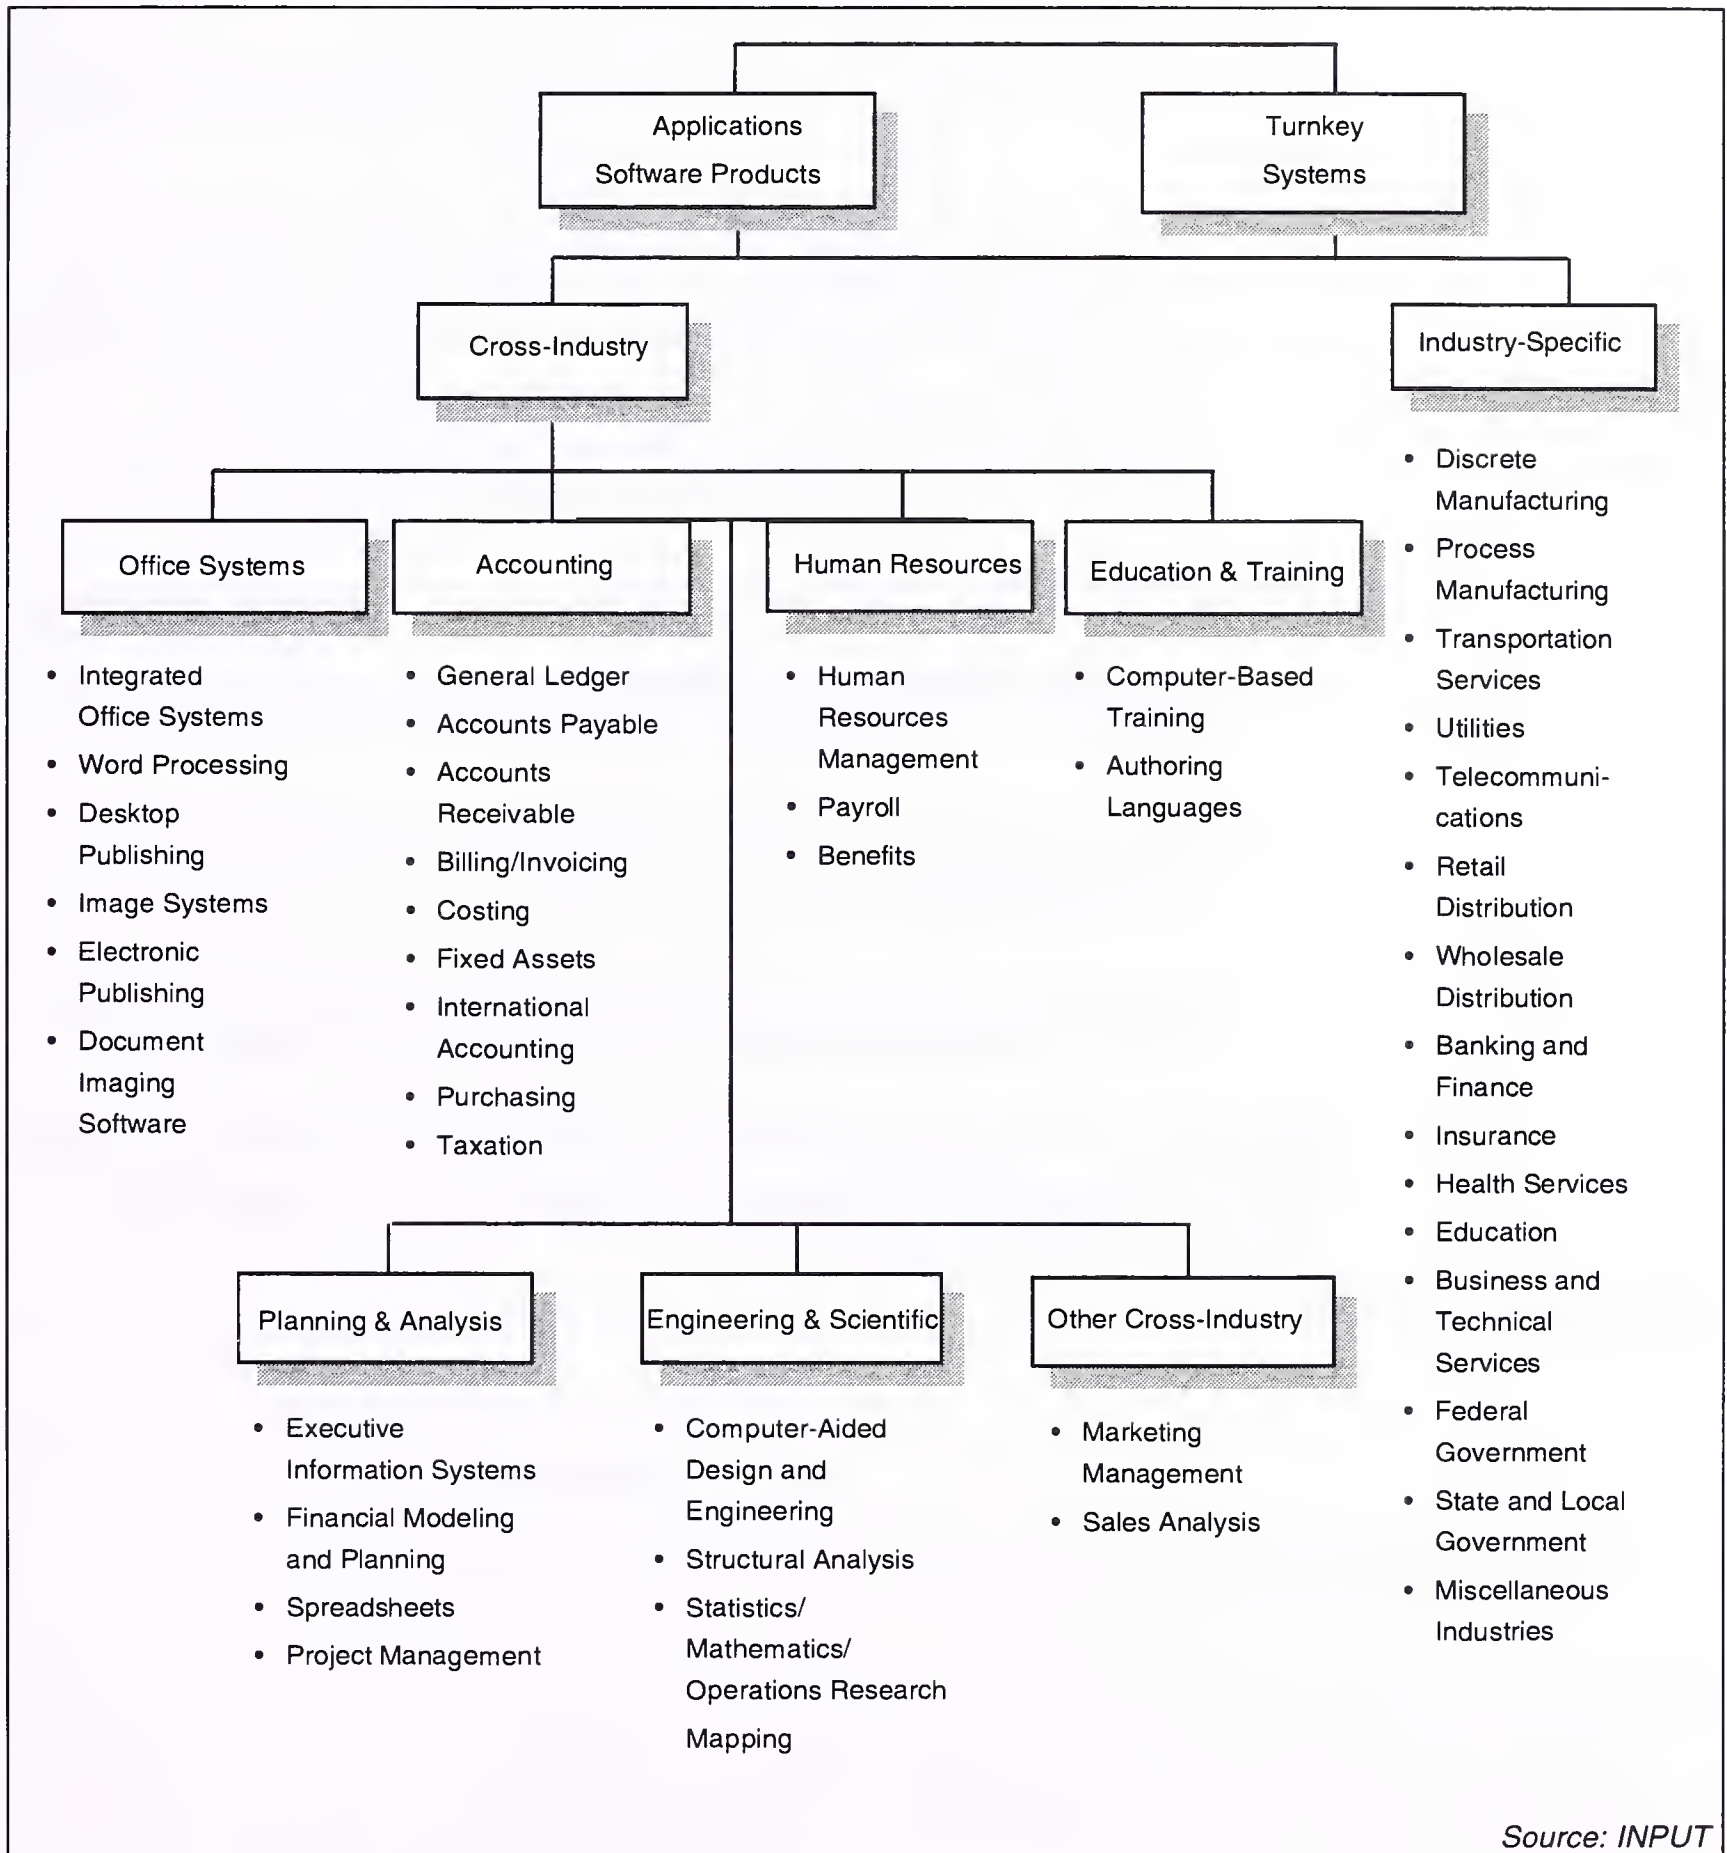 Applications
Software Products
Turnkey
Systems
Cross-Industry
Industry-Specific
Office Systems
Accounting
Human Resources
Education & Training
• Integrated
Office Systems
• Word Processing
• Desktop
Publishing
• Image Systems
• Electronic
Publishing
• Document
Imaging
Software
• General Ledger
• Accounts Payable
• Accounts
Receivable
• Billing/Invoicing
• Costing
• Fixed Assets
• International
Accounting
• Purchasing
• Taxation
• Human
Resources
Management
• Payroll
• Benefits
• Computer-Based
Training
• Authoring
Languages
• Discrete
Manufacturing
• Process
Manufacturing
• Transportation
Services
• Utilities
• Telecommuni-
cations
• Retail
Distribution
• Wholesale
Distribution
• Banking and
Finance
• Insurance
• Health Services
• Education
• Business and
Technical
Services
• Federal
Government
• State and Local
Government
• Miscellaneous
Industries
Planning & Analysis
Engineering & Scientific
Other Cross-Industry
• Executive
Information Systems
• Financial Modeling
and Planning
• Spreadsheets
• Project Management
• Computer-Aided
Design and
Engineering
• Structural Analysis
• Statistics/
Mathematics/
Operations Research
Mapping
• Marketing
Management
• Sales Analysis
Source: INPUT